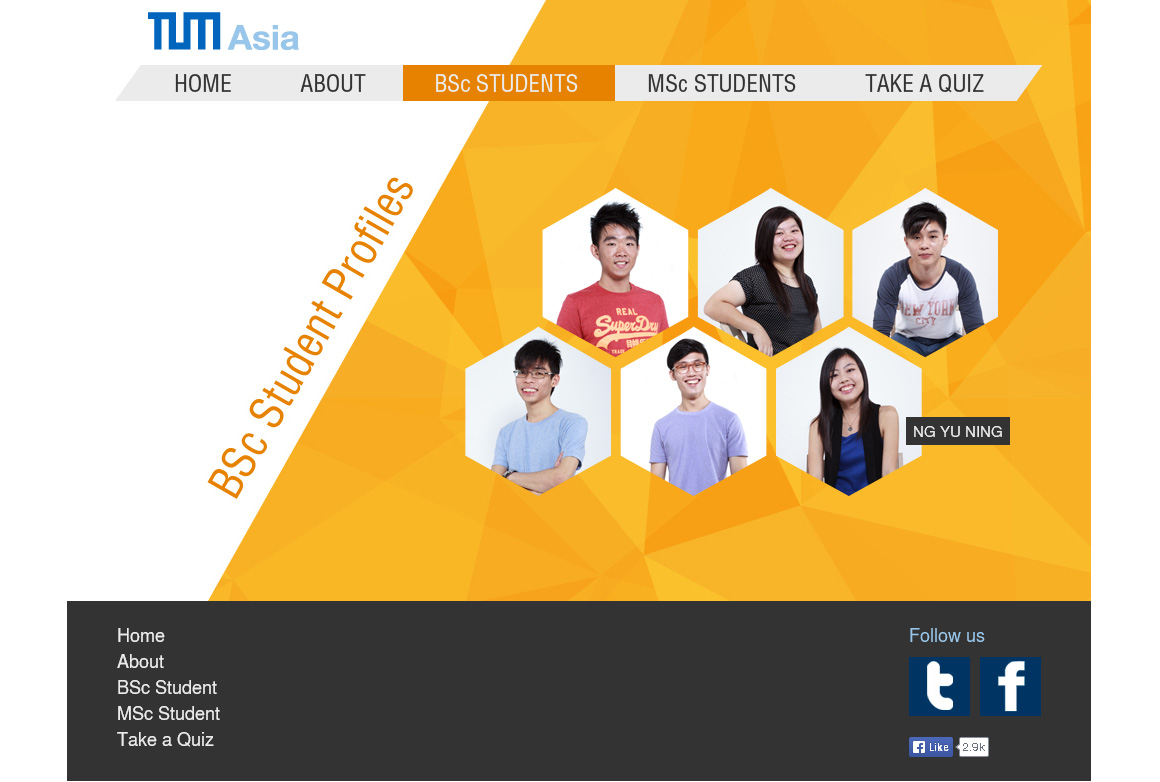 TUM Asia
HOME
ABOUT
BSc STUDENTS
MSc STUDENTS
TAKE A QUIZ
BSc Student Profiles
REAL
SuperDry
NEW YORK
CITY
NG YU NING
Home
About
BSc Student
MSc Student
Take a Quiz
Follow us
t
f
f Like
2.9k